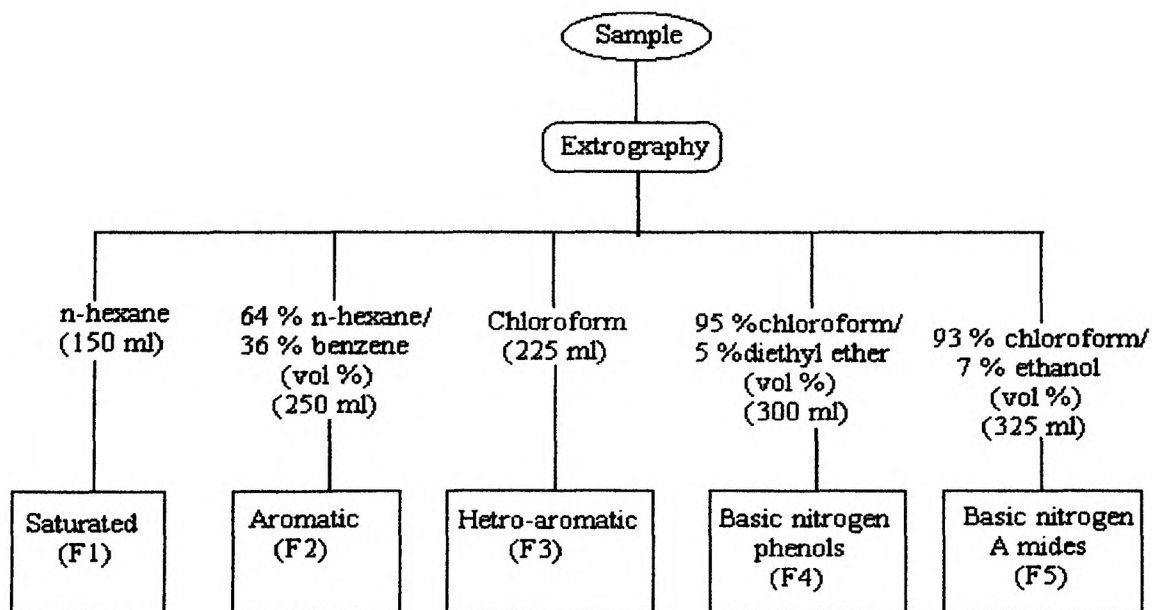 Sample
Extrography
n-hexane
(150 ml)
64 % n-hexane/
36 % benzene
(vol %)
(250 ml)
Chloroform
(225 ml)
95 %chloroform/
5 %diethyl ether
(vol %)
(300 ml)
93 % chloroform/
7 % ethanol
(vol %)
(325 ml)
Saturated
(F1)
Aromatic
(F2)
Hetro-aromatic
(F3)
Basic nitrogen
phenols
(F4)
Basic nitrogen
A mides
(F5)